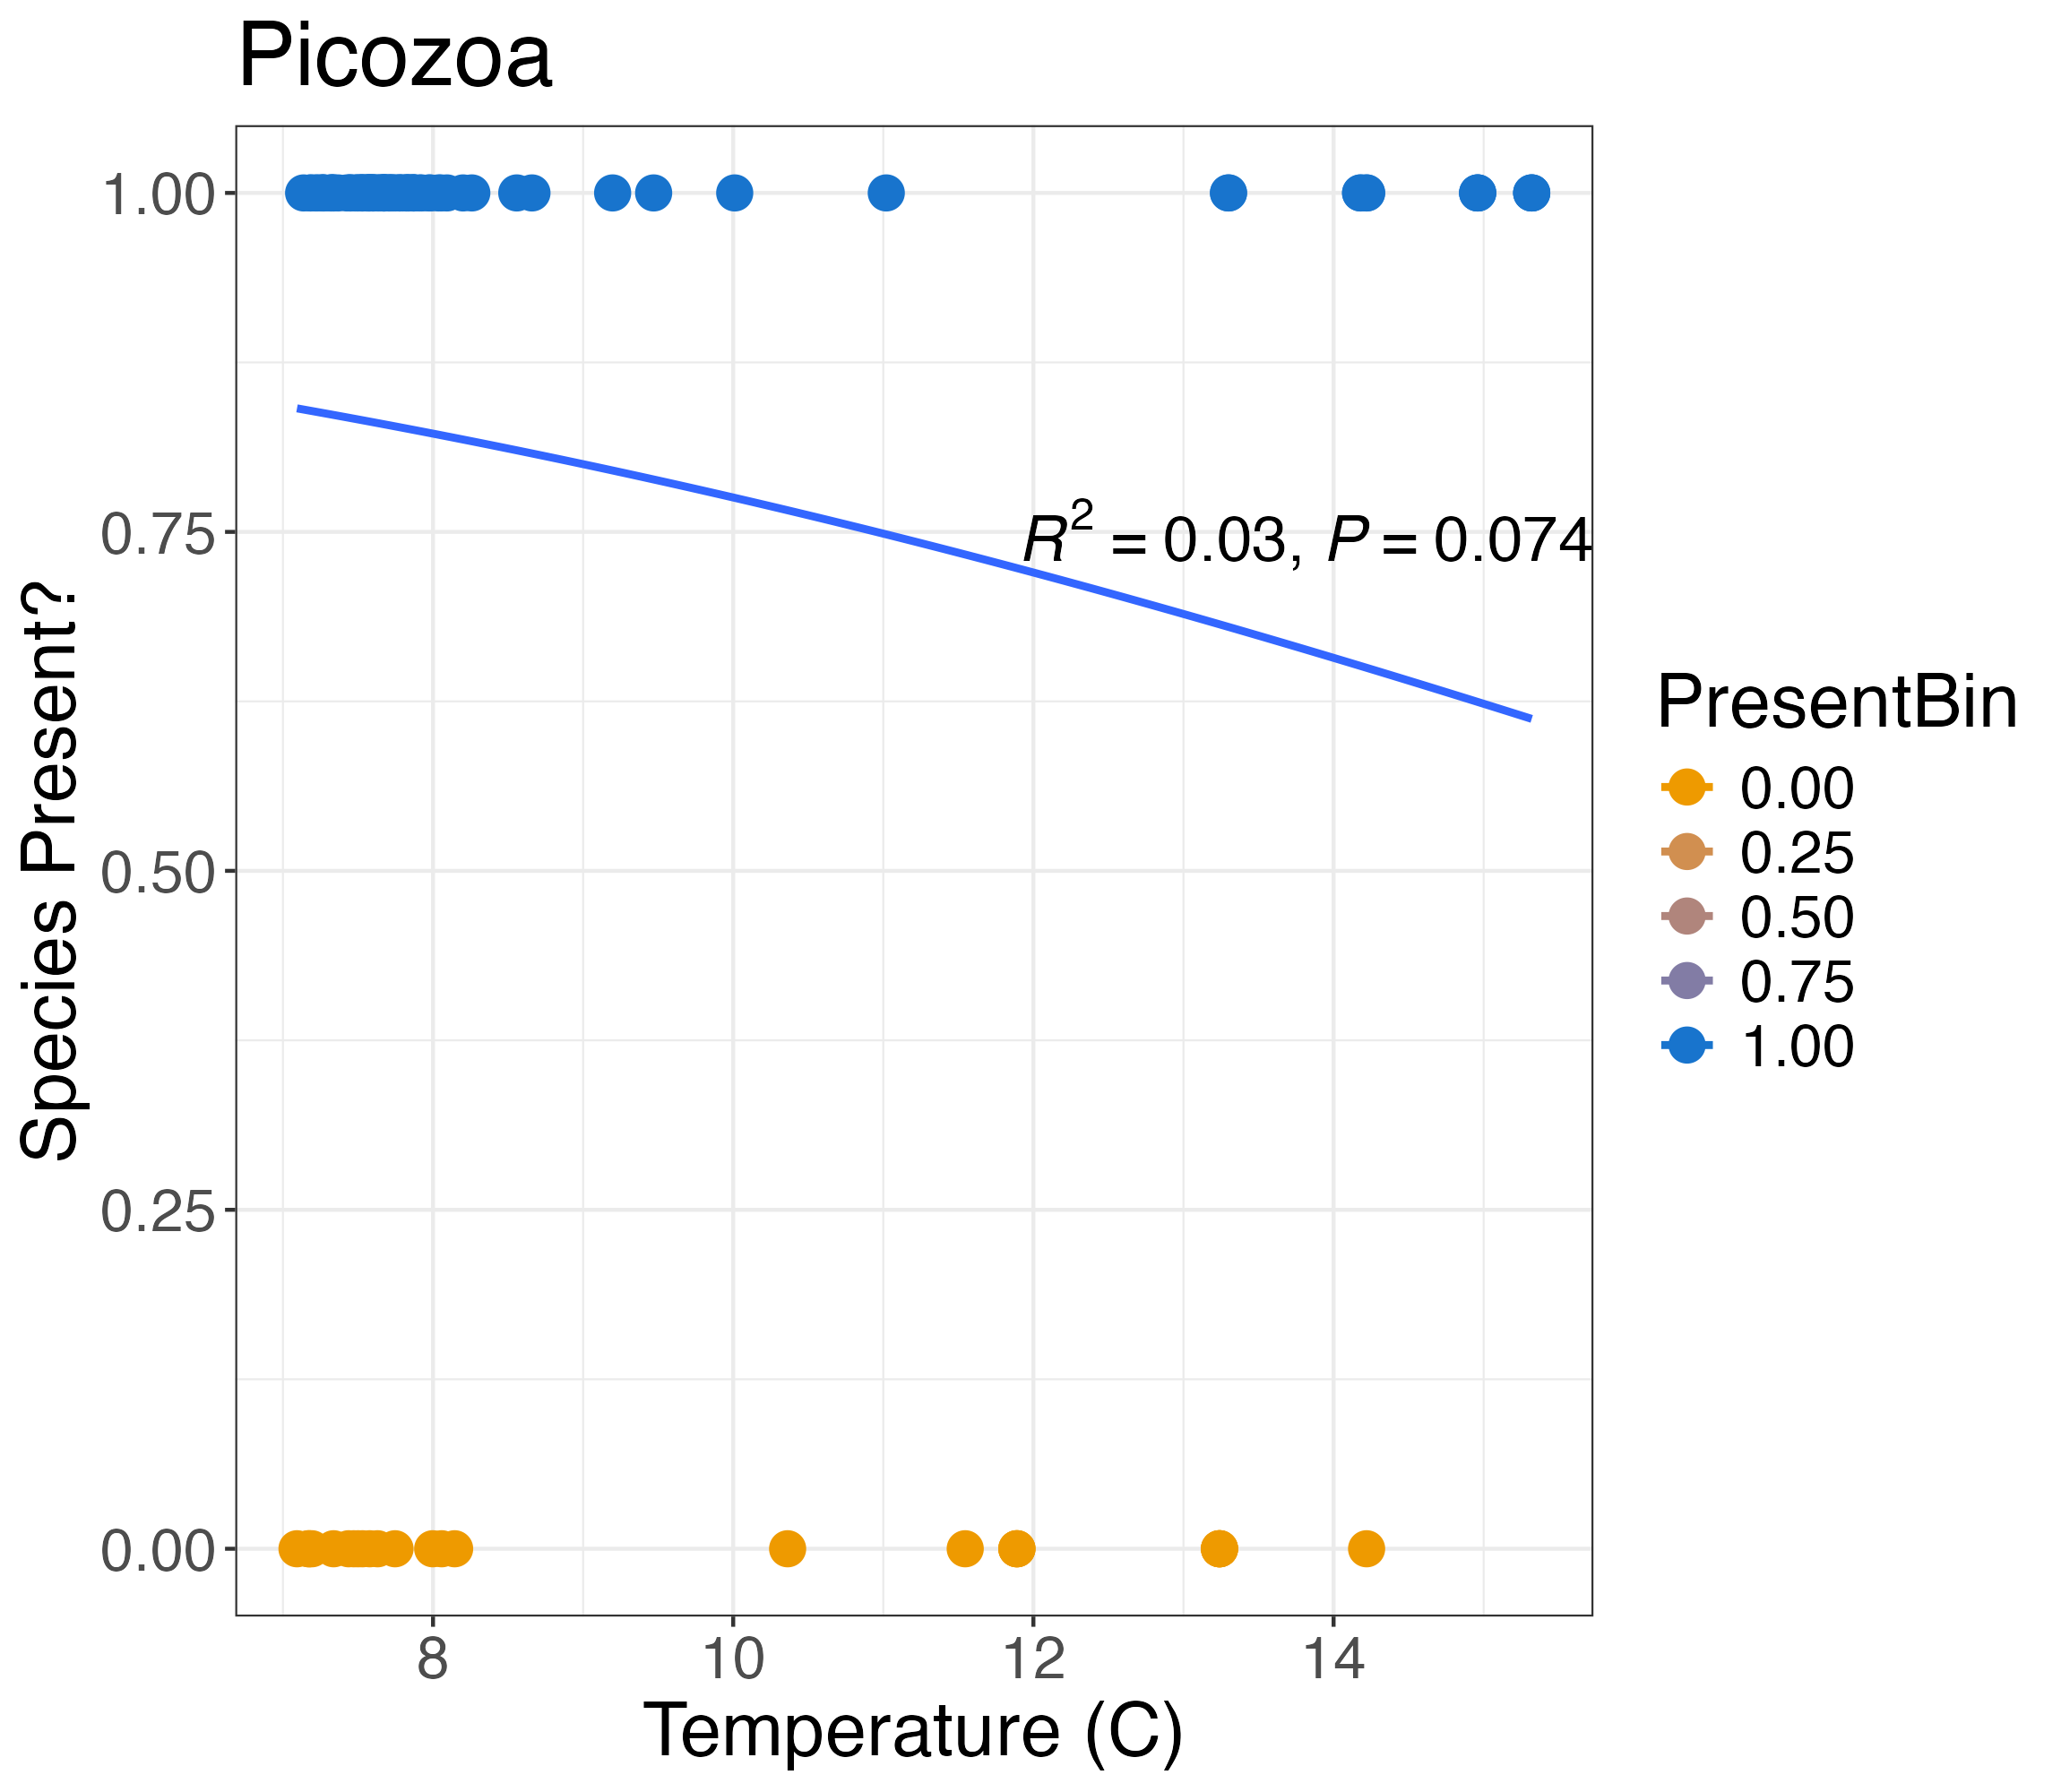 Picozoa
1.00
0.75
0.50
0.25
0.00
Species Present?
R² = 0.03, P = 0.074
8 10 12 14
Temperature (C)
PresentBin
0.00
0.25
0.50
0.75
1.00